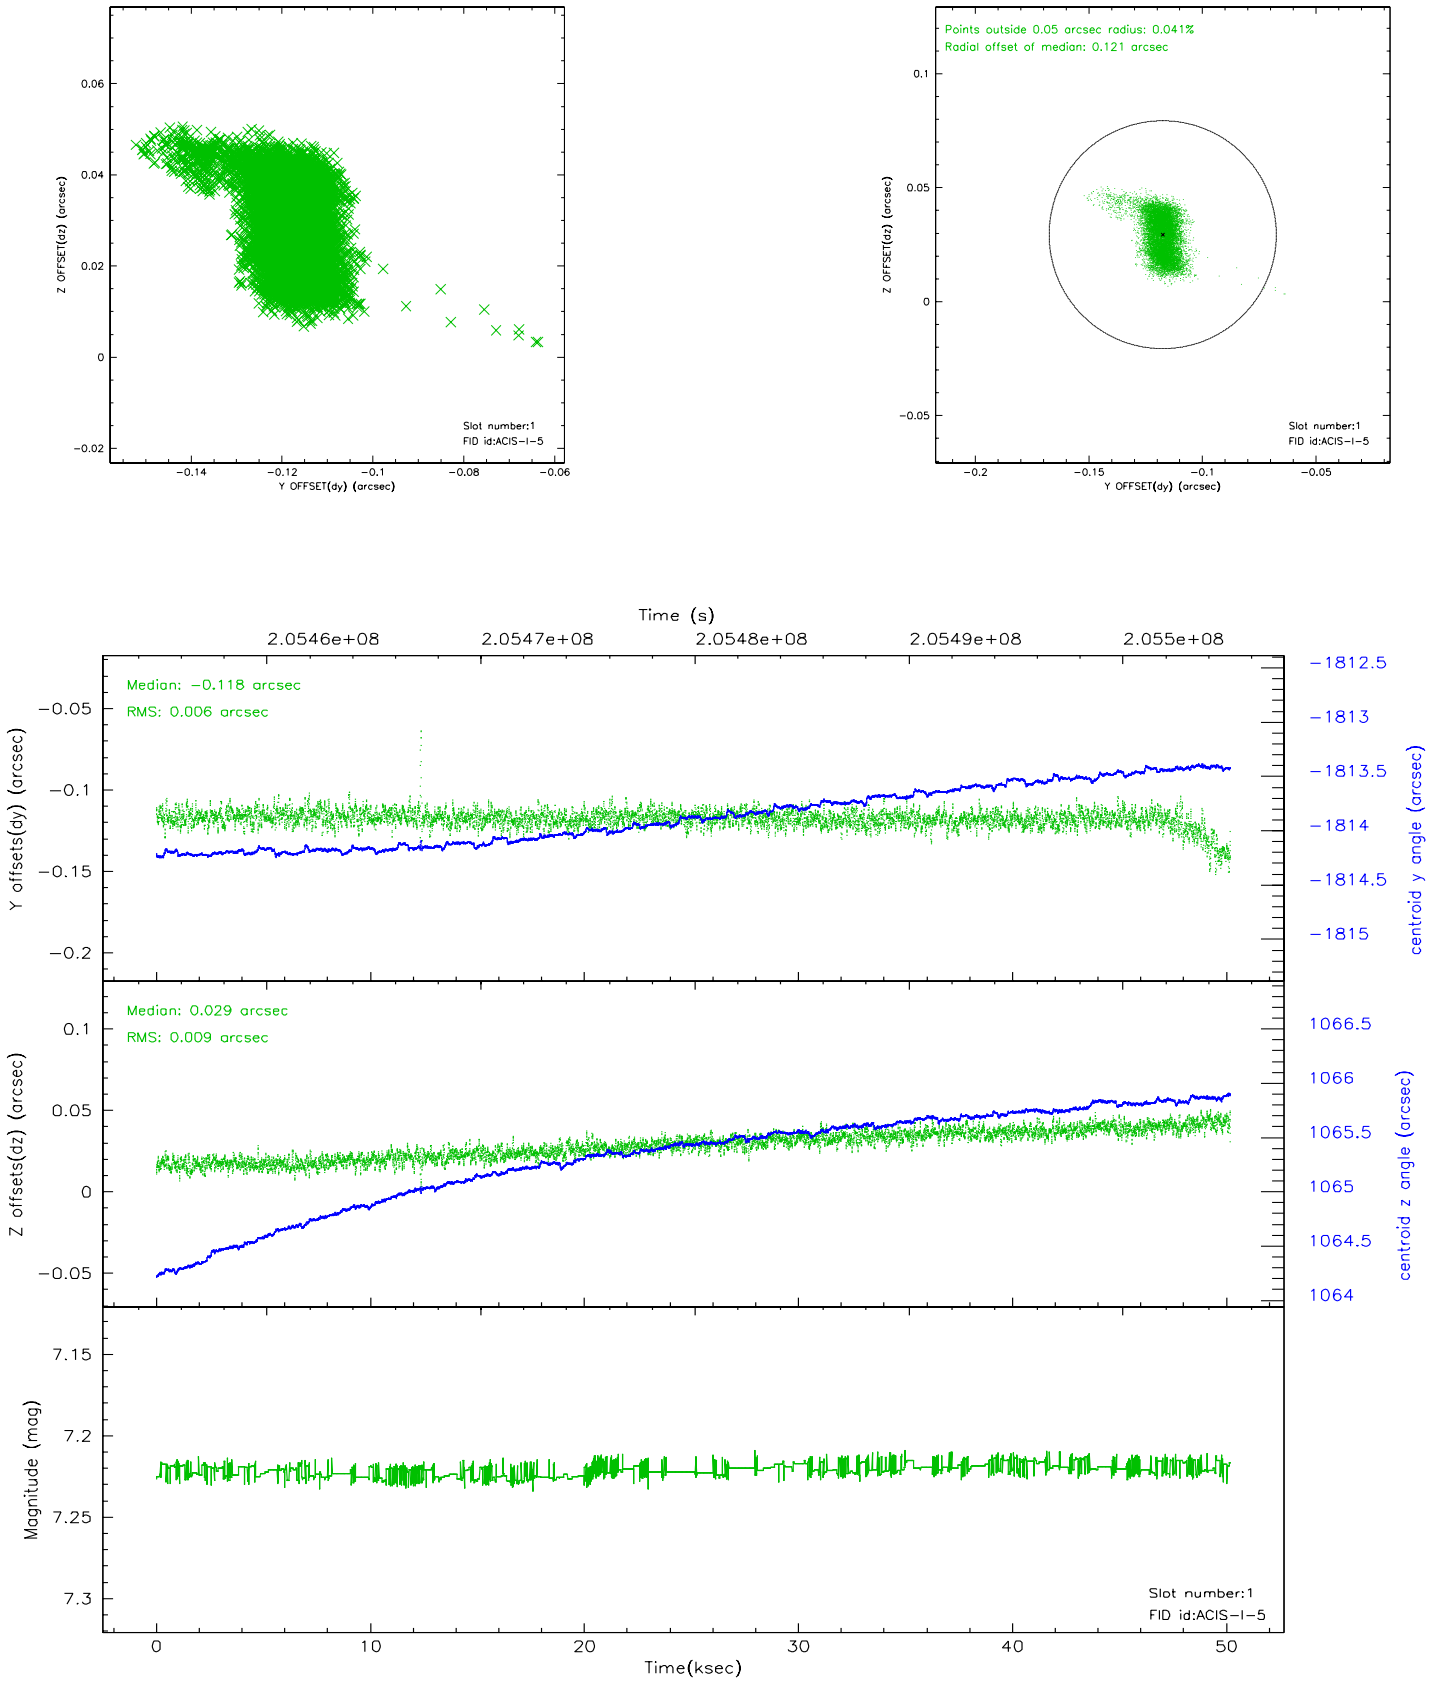 0.06
0.04
0.02
0
−0.02
Z OFFSET(dz) (arcsec)
−0.14 −0.12 −0.1 −0.08 −0.06
Y OFFSET(dy) (arcsec)
Slot number:1
FID id:ACIS−I−5
Points outside 0.05 arcsec radius: 0.041%
Radial offset of median: 0.121 arcsec
0.1
0.05
0
−0.05
Z OFFSET(dz) (arcsec)
−0.2 −0.15 −0.1 −0.05
Y OFFSET(dy) (arcsec)
Slot number:1
FID id:ACIS−I−5
Time (s)
2.0546e+08 2.0547e+08 2.0548e+08 2.0549e+08 2.055e+08
Median: −0.118 arcsec
RMS: 0.006 arcsec
−0.05
−0.1
−0.15
−0.2
Y offsets(dy) (arcsec)
−1812.5
−1813
−1813.5
−1814
−1814.5
−1815
centroid y angle (arcsec)
Median: 0.029 arcsec
RMS: 0.009 arcsec
0.1
0.05
0
−0.05
Z offsets(dz) (arcsec)
1066.5
1066
1065.5
1065
1064.5
1064
centroid z angle (arcsec)
7.15
7.2
7.25
7.3
Magnitude (mag)
Slot number:1
FID id:ACIS−I−5
0 10 20 30 40 50
Time(ksec)